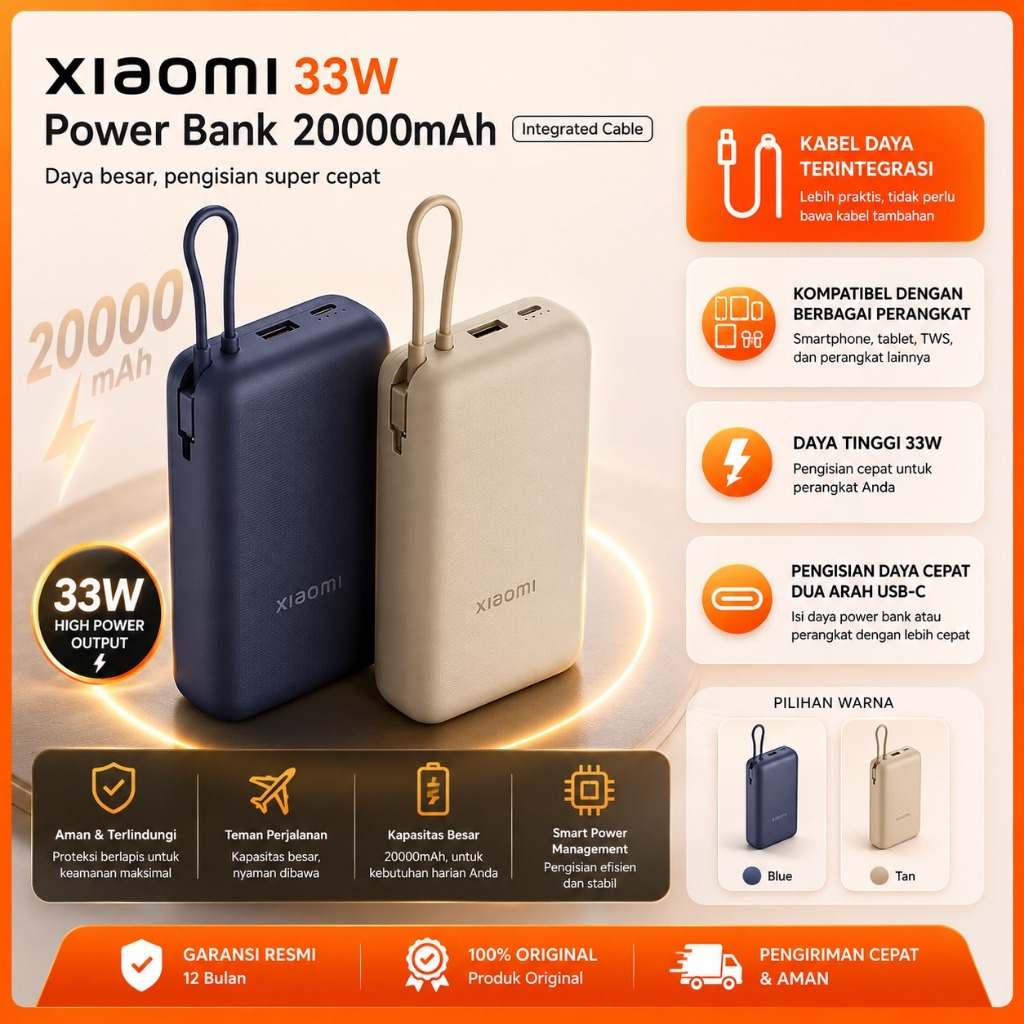 xiaomi 33W
Power Bank 20000mAh
Integrated Cable
Daya besar, pengisian super cepat
20000
mAh
xiaomi
xiaomi
33W
HIGH POWER
OUTPUT
KABEL DAYA
TERINTEGRASI
Lebih praktis, tidak perlu
bawa kabel tambahan
KOMPATIBEL DENGAN
BERBAGAI PERANGKAT
Smartphone, tablet, TWS,
dan perangkat lainnya
DAYA TINGGI 33W
Pengisian cepat untuk
perangkat Anda
PENGISIAN DAYA CEPAT
DUA ARAH USB-C
Isi daya power bank atau
perangkat dengan lebih cepat
PILIHAN WARNA
xiaomi
xiaomi
Blue
Tan
Aman & Terlindungi
Proteksi berlapis untuk
keamanan maksimal
Teman Perjalanan
Kapasitas besar,
nyaman dibawa
Kapasitas Besar
20000mAh, untuk
kebutuhan harian Anda
Smart Power
Management
Pengisian efisien
dan stabil
GARANSI RESMI
12 Bulan
100% ORIGINAL
Produk Original
PENGIRIMAN CEPAT
& AMAN